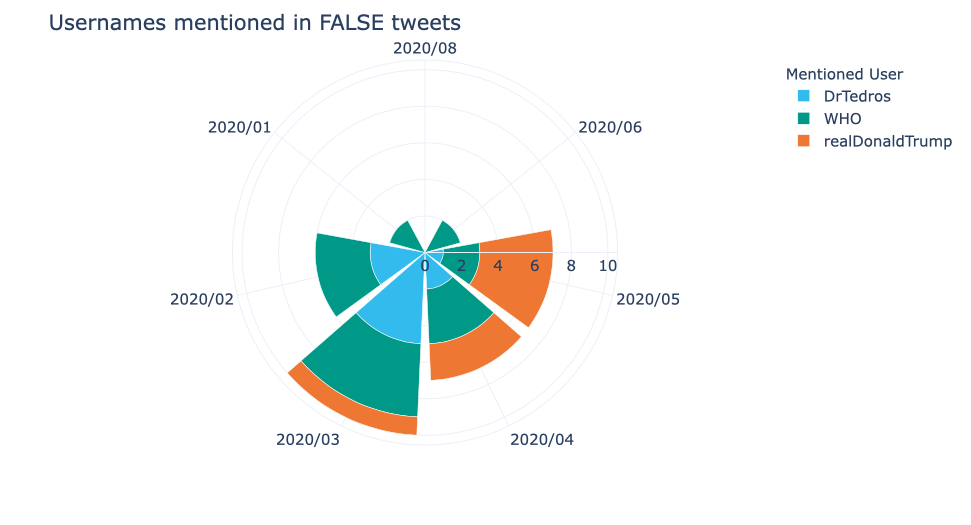 Usernames mentioned in FALSE tweets
2020/08
Mentioned User
DrTedros
WHO
realDonaldTrump
2020/01
2020/06
0 2 4 6 8 10
2020/02
2020/05
2020/03
2020/04